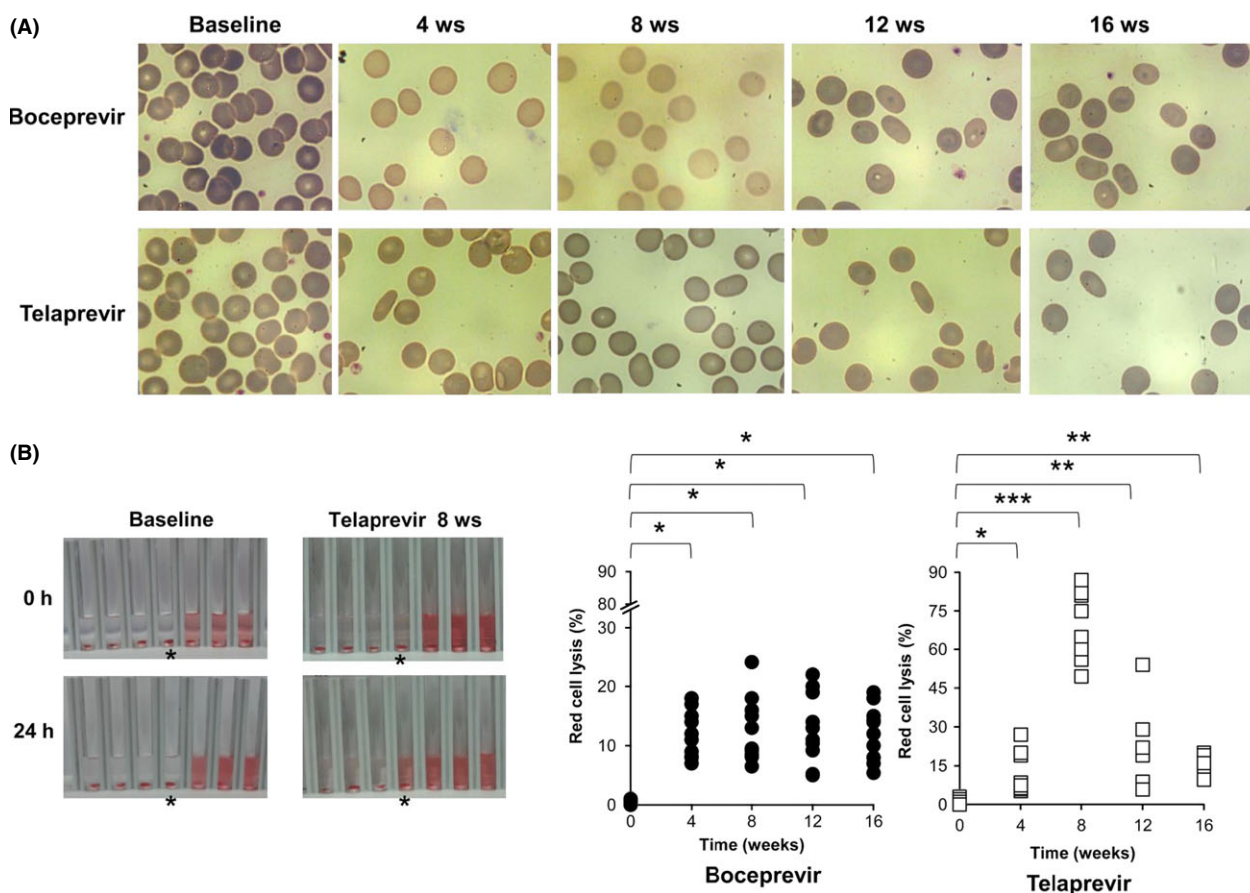 (A)
Baseline 4 ws 8 ws 12 ws 16 ws
Boceprevir
Telaprevir
(B)
Baseline Telaprevir 8 ws
0 h
*
*
24 h
*
*
*
*
*
*
90
80
30
20
10
0
Red cell lysis (%)
0 4 8 12 16
Time (weeks)
Boceprevir
**
**
***
*
90
75
60
45
30
15
0
Red cell lysis (%)
0 4 8 12 16
Time (weeks)
Telaprevir